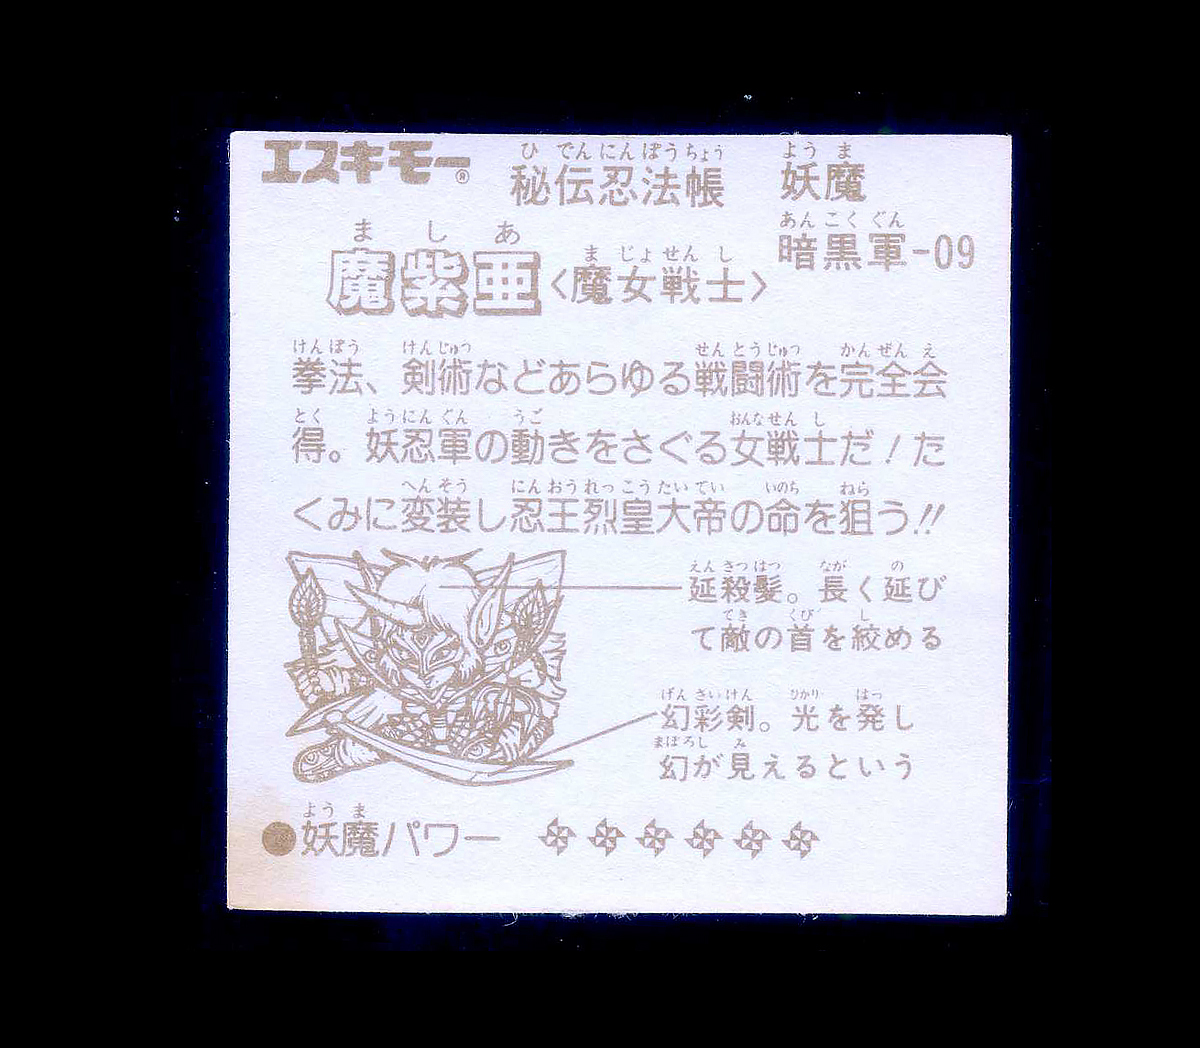 エスキモー®
ひでんにんぽうちょう
秘伝忍法帳
ようま
妖魔
あんこくぐん
暗黒軍-09
ましあ
魔紫亜
まじょせんし
〈魔女戦士〉
けんぽう けんじゅつ せんとうじゅつ かんぜんえ
拳法、剣術などあらゆる戦闘術を完全会
とく ようにんぐん うご おんなせんし
得。妖忍軍の動きをさぐる女戦士だ!た
へんそう にんおうれっこうたいてい いのち ねら
くみに変装し忍王烈皇大帝の命を狙う!!
えんさつはつ なが の
延殺髪。長く延び
てき くび し
て敵の首を絞める
げんさいけん ひかり はっ
幻彩剣。光を発し
まぼろし み
幻が見えるという
ようま
●妖魔パワー